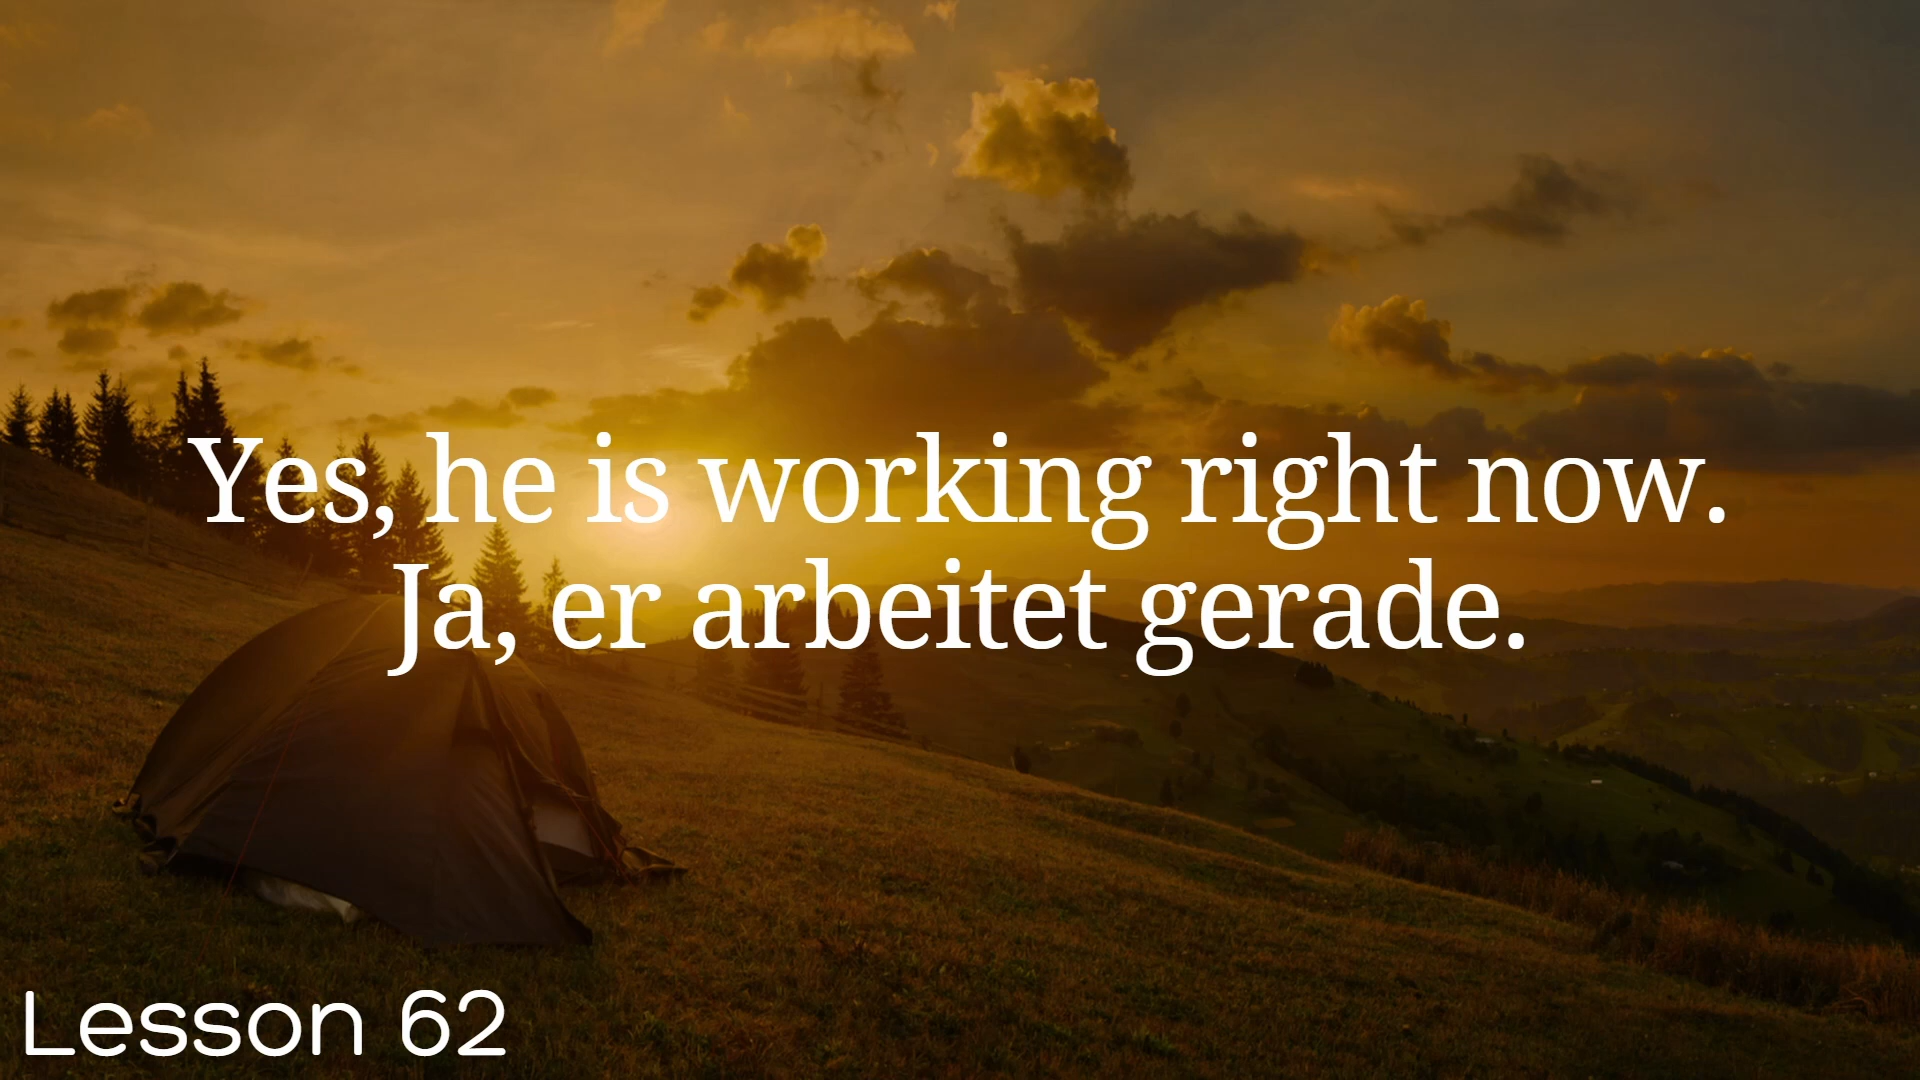 Yes, he is working right now.
Ja, er arbeitet gerade.
Lesson 62